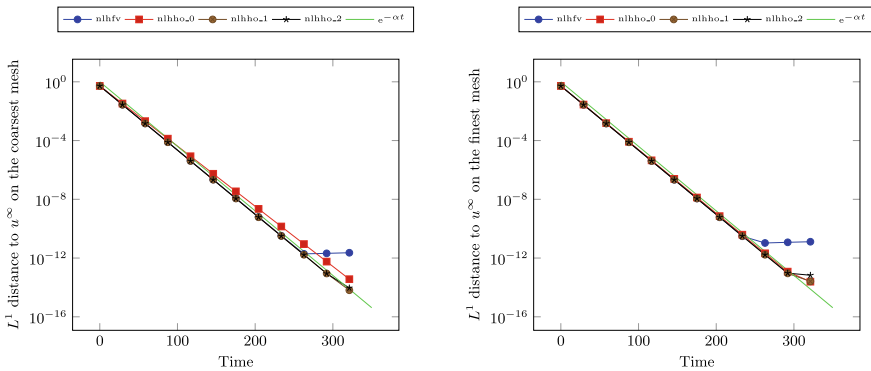 nlhfv nlhho_0 nlhho_1 nlhho_2 e^{-αt}
L^1 distance to u^∞ on the coarsest mesh
10^0
10^{-4}
10^{-8}
10^{-12}
10^{-16}
0 100 200 300
Time
nlhfv nlhho_0 nlhho_1 nlhho_2 e^{-αt}
L^1 distance to u^∞ on the finest mesh
10^0
10^{-4}
10^{-8}
10^{-12}
10^{-16}
0 100 200 300
Time